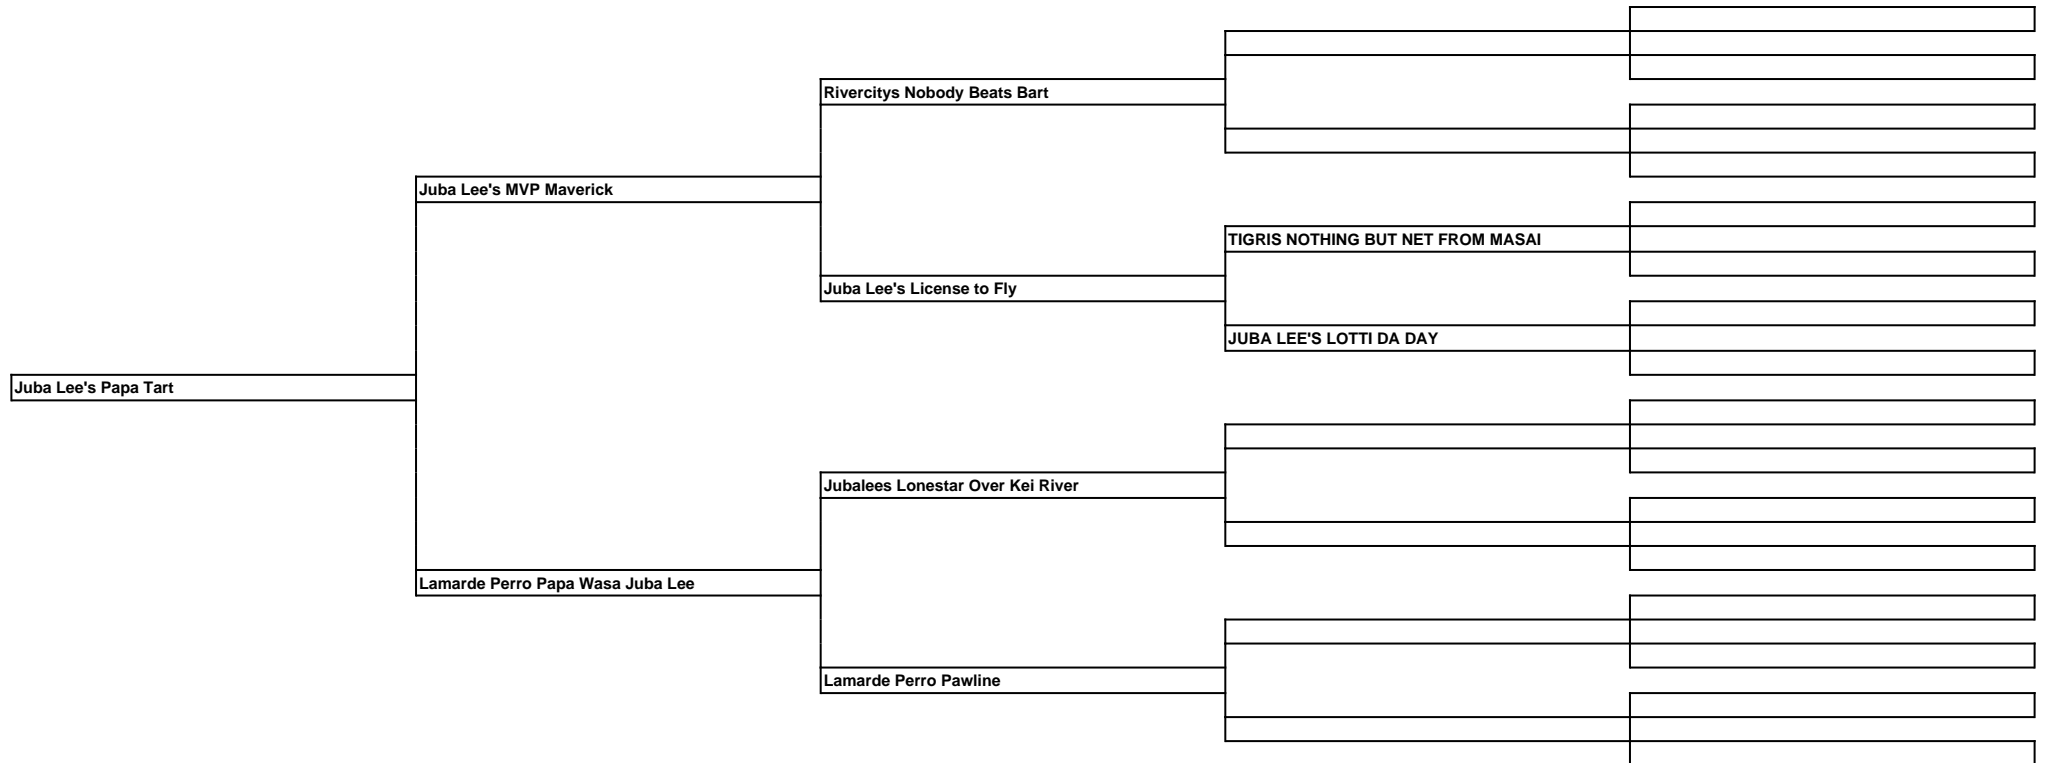 Rivercitys Nobody Beats Bart
Juba Lee's MVP Maverick
TIGRIS NOTHING BUT NET FROM MASAI
Juba Lee's License to Fly
JUBA LEE'S LOTTI DA DAY
Juba Lee's Papa Tart
Jubalees Lonestar Over Kei River
Lamarde Perro Papa Wasa Juba Lee
Lamarde Perro Pawline